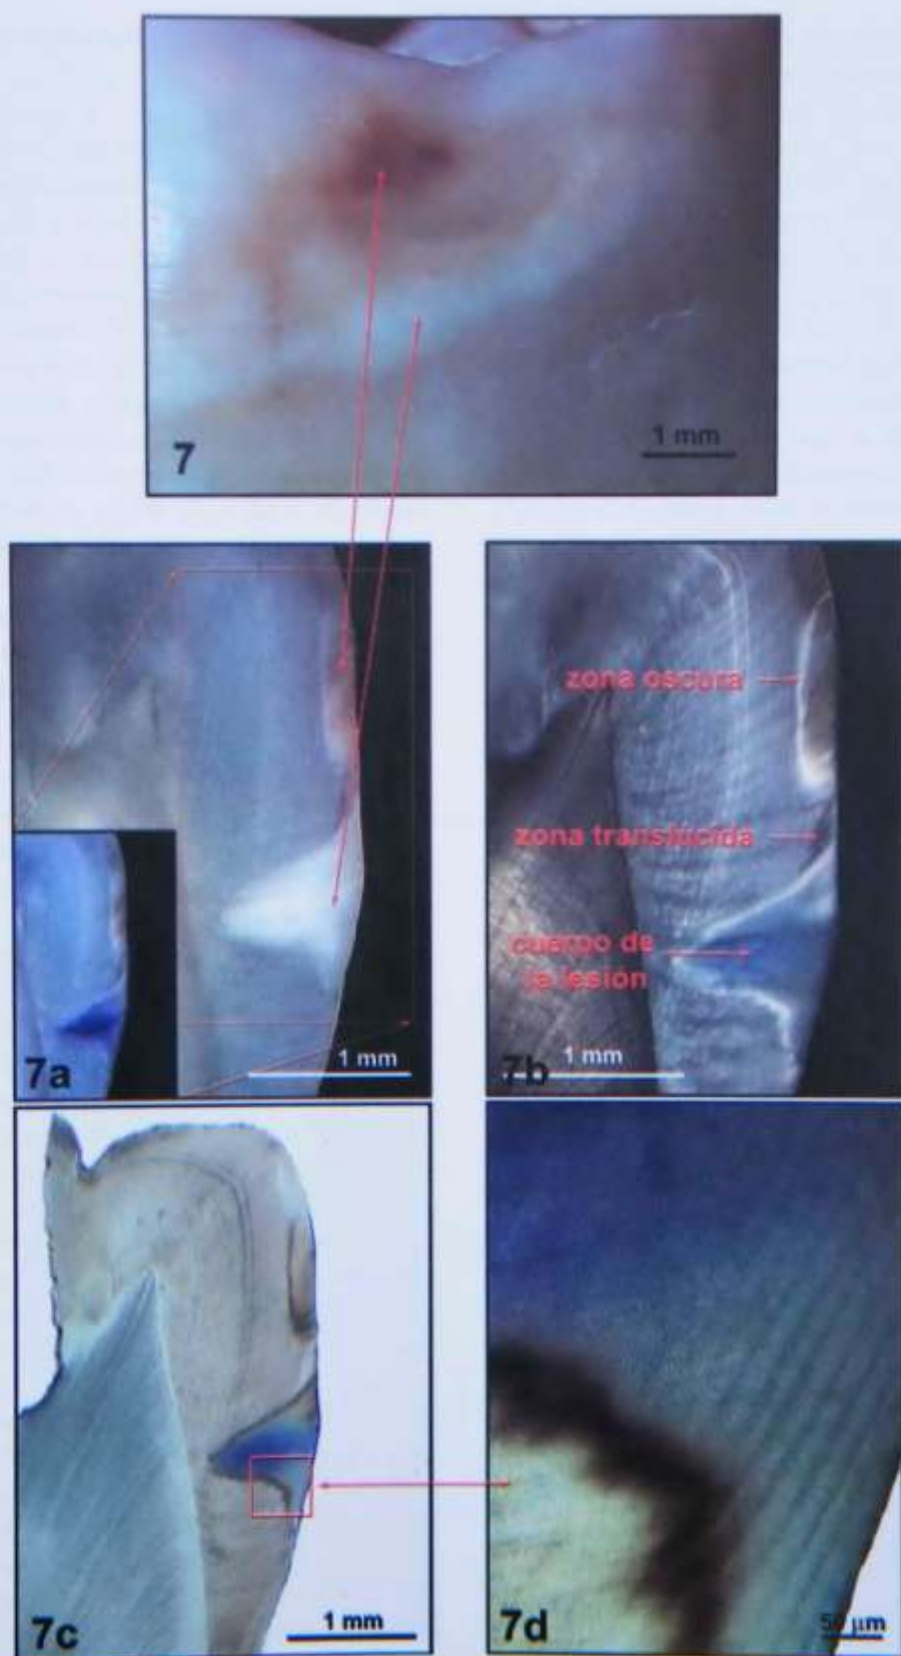 7
1 mm
zona oscura
zona translúcida
cuerpo de
la lesión
7a
1 mm
7b
1 mm
7c
1 mm
7d
50 µm